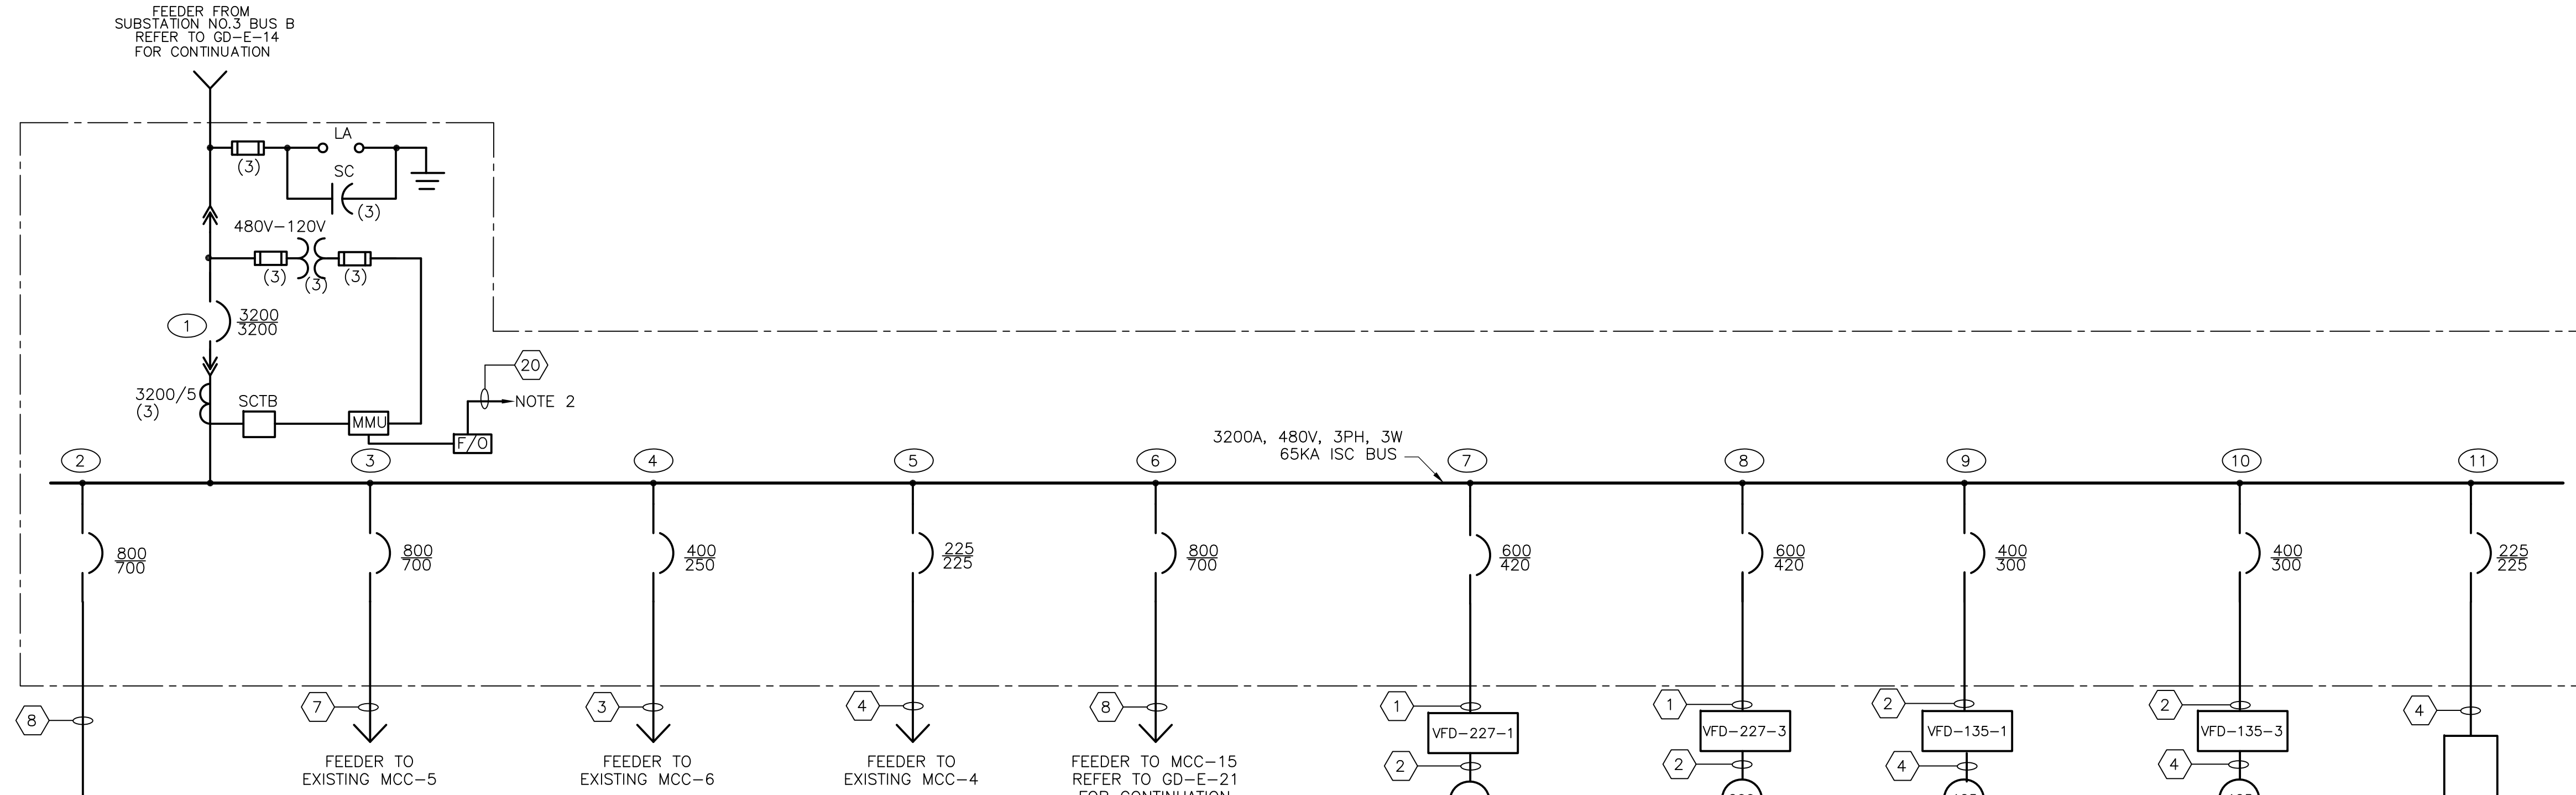 FEEDER FROM
SUBSTATION NO.3 BUS B
REFER TO GD-E-14
FOR CONTINUATION
LA
(3)
SC
(3)
480V-120V
(3)
(3)
(3)
1
3200
3200
20
3200/5
(3)
SCTB
MMU
NOTE 2
F/O
3200A, 480V, 3PH, 3W
65KA ISC BUS
2
3
4
5
6
7
8
9
10
11
800
700
800
700
400
250
225
225
800
700
600
420
600
420
400
300
400
300
225
225
8
7
3
4
8
1
1
2
2
4
VFD-227-1
VFD-227-3
VFD-135-1
VFD-135-3
FEEDER TO
EXISTING MCC-5
FEEDER TO
EXISTING MCC-6
FEEDER TO
EXISTING MCC-4
FEEDER TO MCC-15
REFER TO GD-E-21
FOR CONTINUATION
2
2
4
4